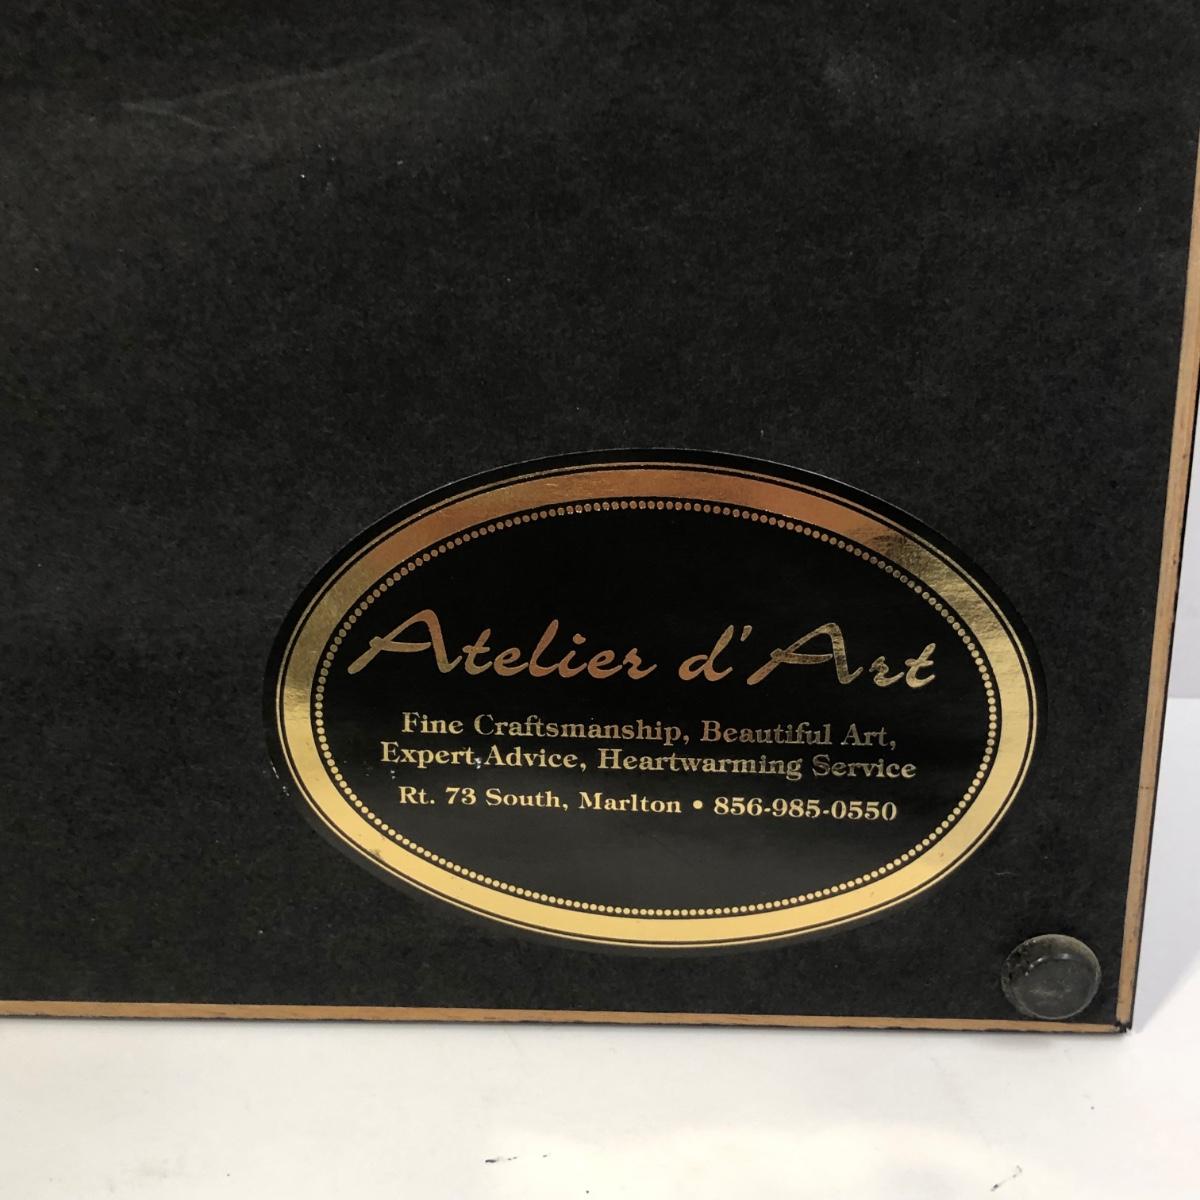 Atelier d'Art
Fine Craftsmanship, Beautiful Art,
Expert Advice, Heartwarming Service
Rt. 73 South, Marlton • 856-985-0550